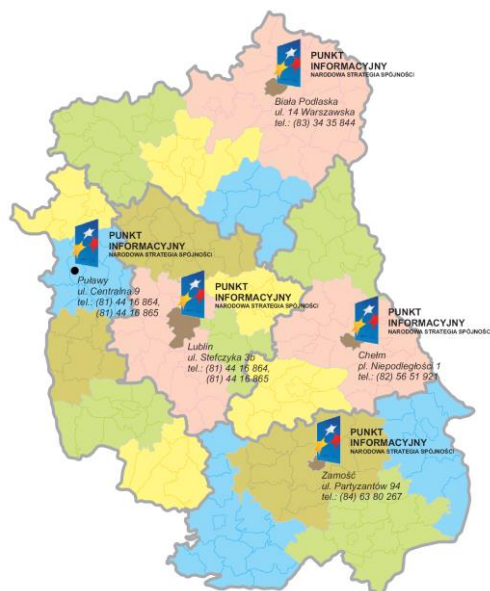 PUNKT
INFORMACYJNY
NARODOWA STRATEGIA SPÓJNOŚCI
Biała Podlaska
ul. 14 Warszawska
tel.: (83) 34 35 844
PUNKT
INFORMACYJNY
NARODOWA STRATEGIA SPÓJNOŚCI
Puławy
ul. Centralna 9
tel.: (81) 44 16 864,
(81) 44 16 865
PUNKT
INFORMACYJNY
NARODOWA STRATEGIA SPÓJNOŚCI
Lublin
ul. Stefczyka 3b
tel.: (81) 44 16 864,
(81) 44 16 865
PUNKT
INFORMACYJNY
NARODOWA STRATEGIA SPÓJNOŚCI
Chełm
pl. Niepodległości 1
tel.: (82) 56 51 921
PUNKT
INFORMACYJNY
NARODOWA STRATEGIA SPÓJNOŚCI
Zamość
ul. Partyzantów 94
tel.: (84) 63 80 267